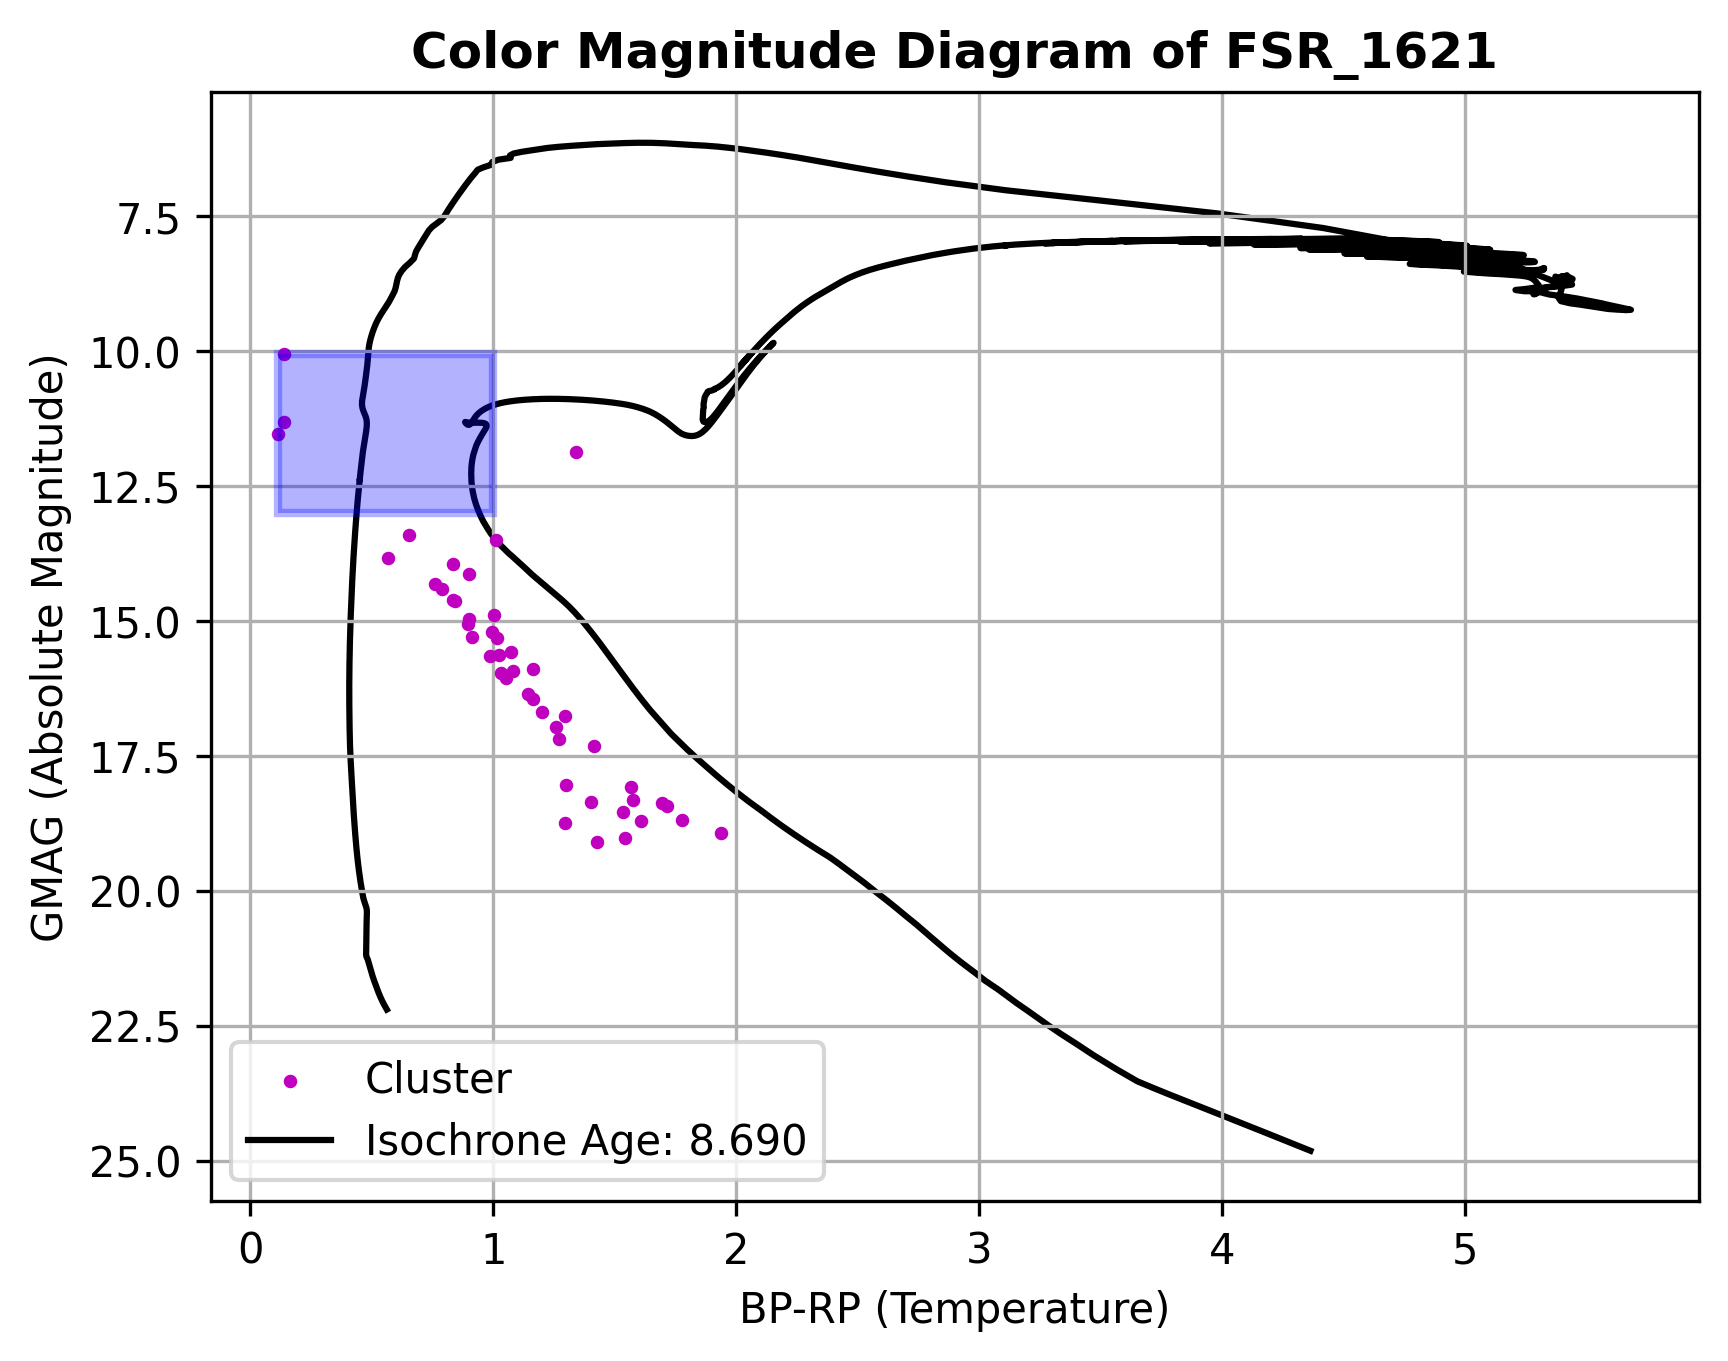 Color Magnitude Diagram of FSR_1621
GMAG (Absolute Magnitude)
7.5
10.0
12.5
15.0
17.5
20.0
22.5
25.0
Cluster
Isochrone Age: 8.690
0 1 2 3 4 5
BP-RP (Temperature)